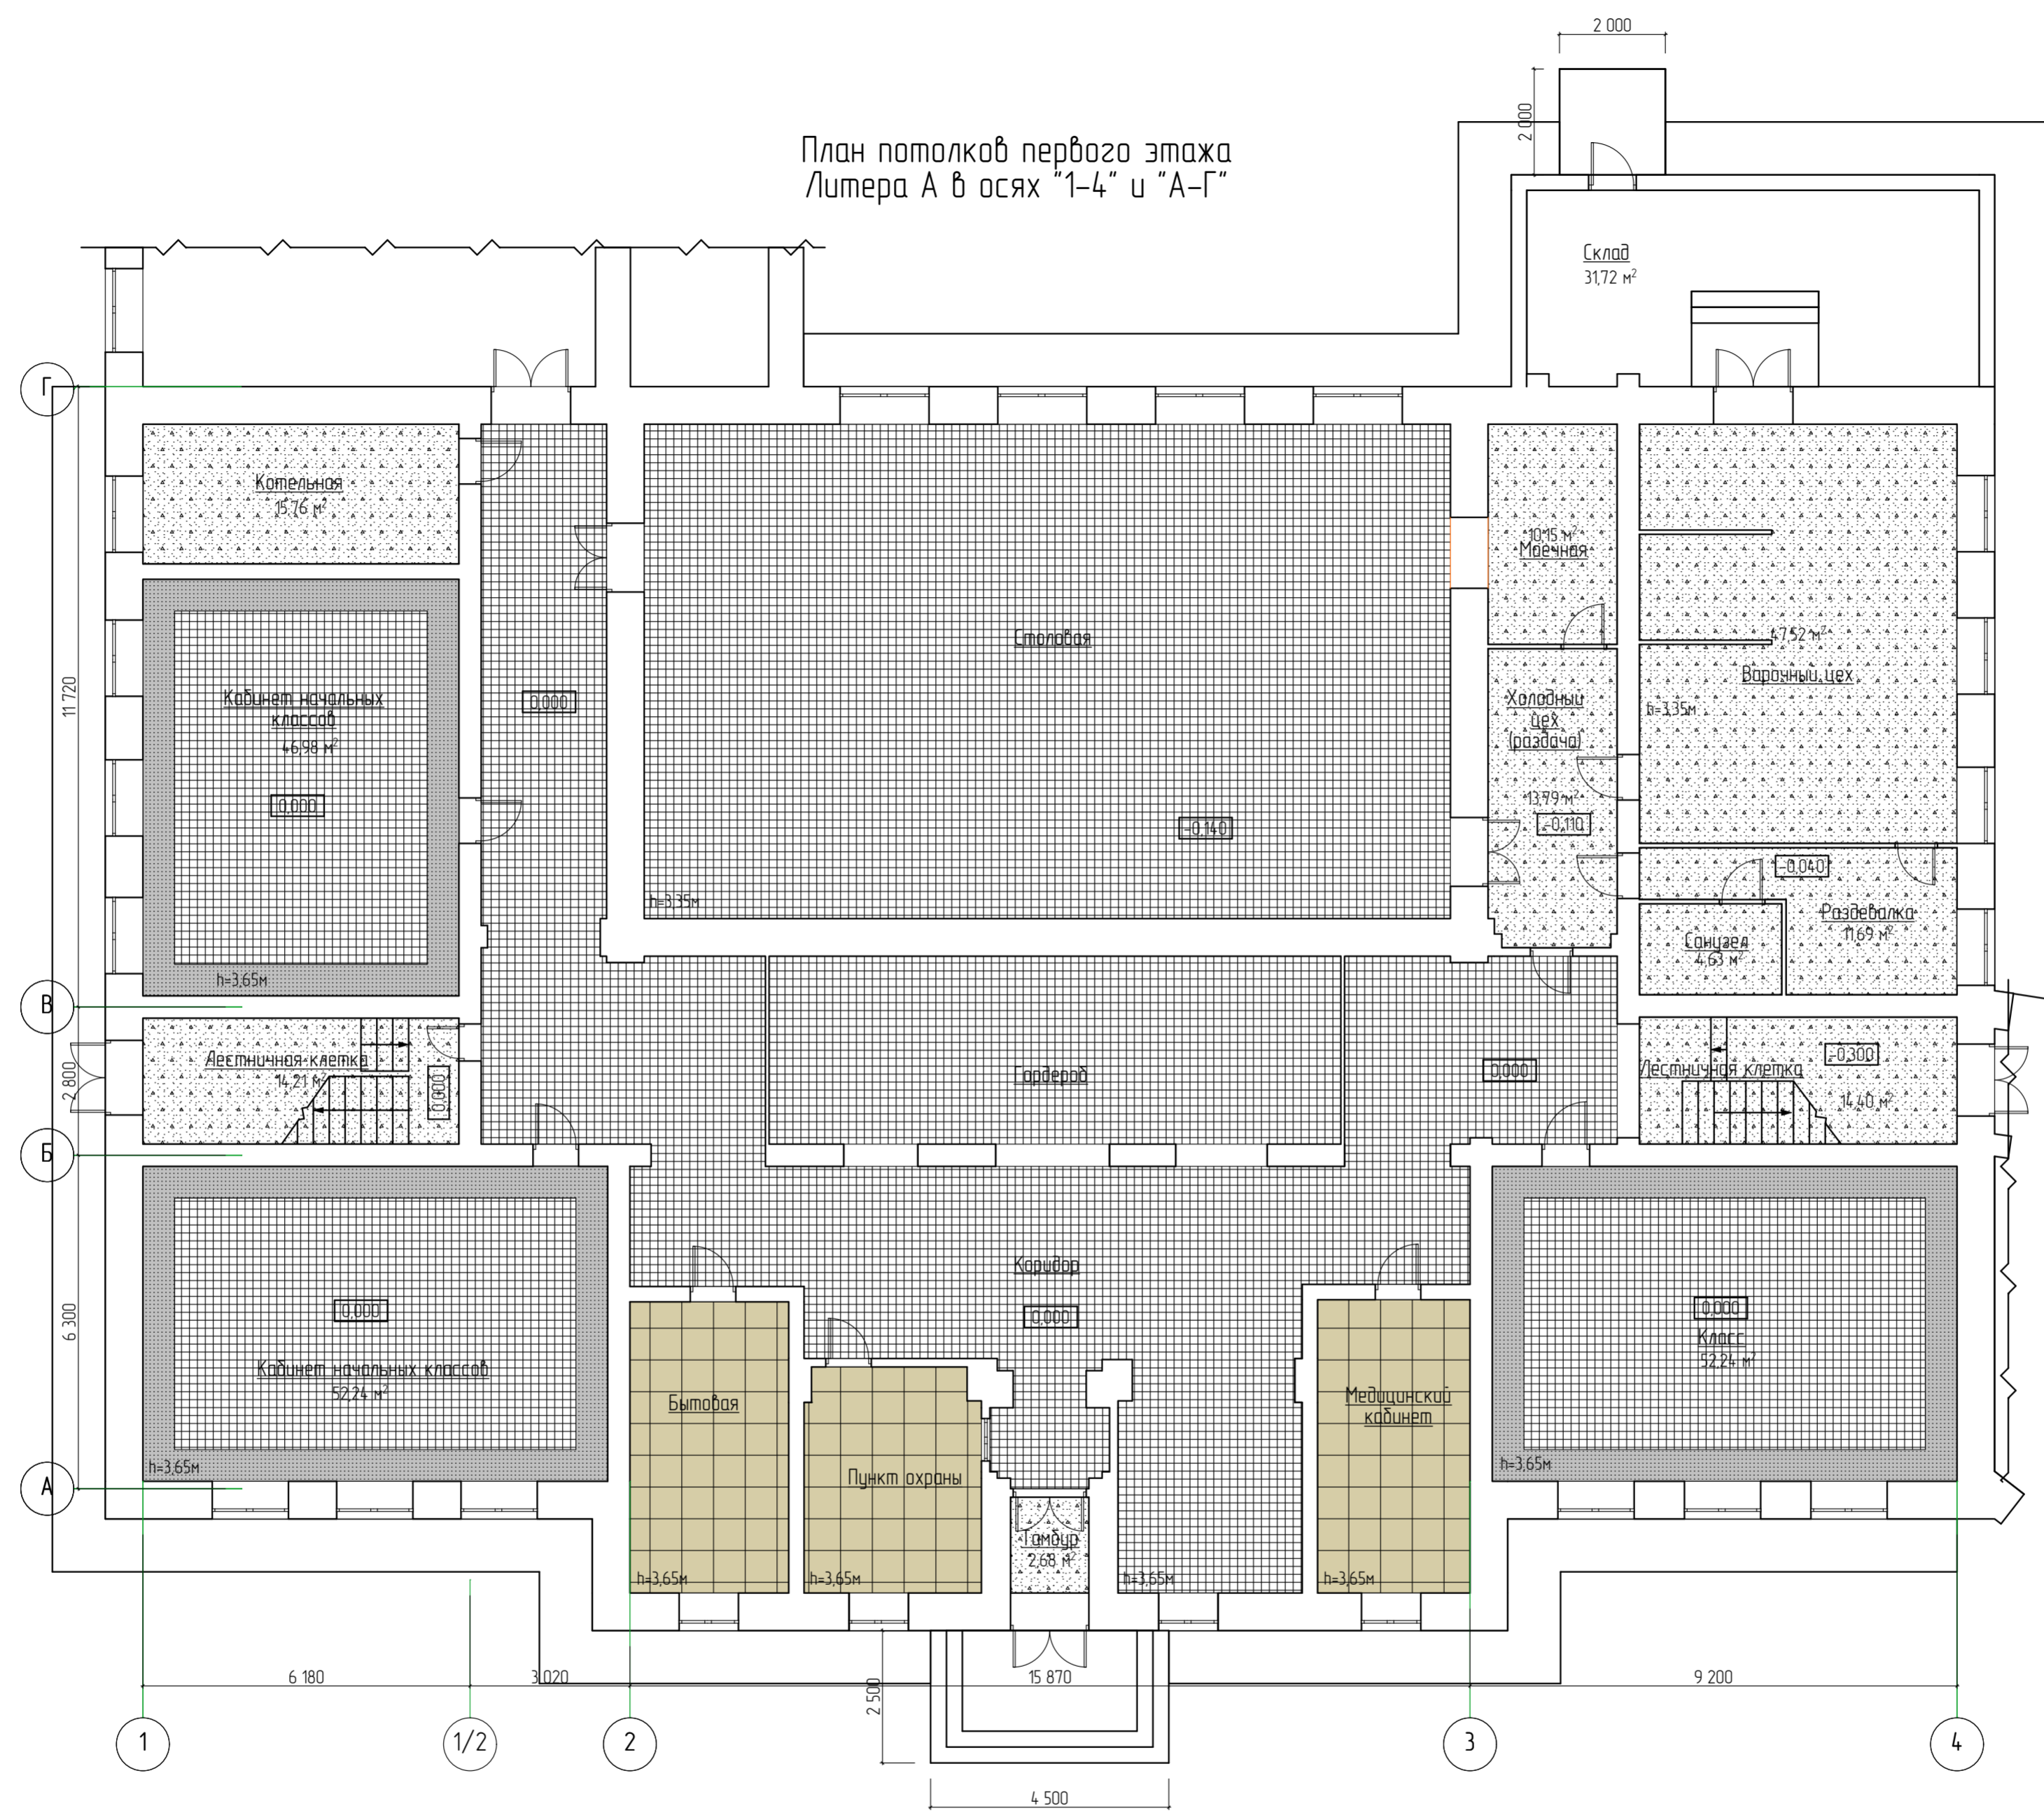 2 000
2 000
План потолков первого этажа
Литера А в осях "1-4" и "А-Г"
Склад
31,72 м²
Г
Котельная
15,76 м²
10,15 м²
Моечная
Столовая
47,52 м²
Варочный цех
h=3,35м
Кабинет начальных
классов
46,98 м²
0,000
0,000
Холодный
цех
(раздача)
13,79 м²
-0,110
-0,140
h=3,35м
11 720
-0,040
Раздевалка
11,69 м²
Санузел
4,63 м²
h=3,65м
В
Лестничная клетка
14,21 м²
0,000
2 800
Гардероб
0,000
-0,300
Лестничная клетка
14,40 м²
Б
Коридор
0,000
6 300
0,000
Кабинет начальных классов
52,24 м²
h=3,65м
Бытовая
h=3,65м
Пункт охраны
h=3,65м
Тамбур
2,68 м²
h=3,65м
Медицинский
кабинет
h=3,65м
0,000
Класс
52,24 м²
h=3,65м
А
6 180
3 020
15 870
9 200
2 500
1
1/2
2
3
4
4 500